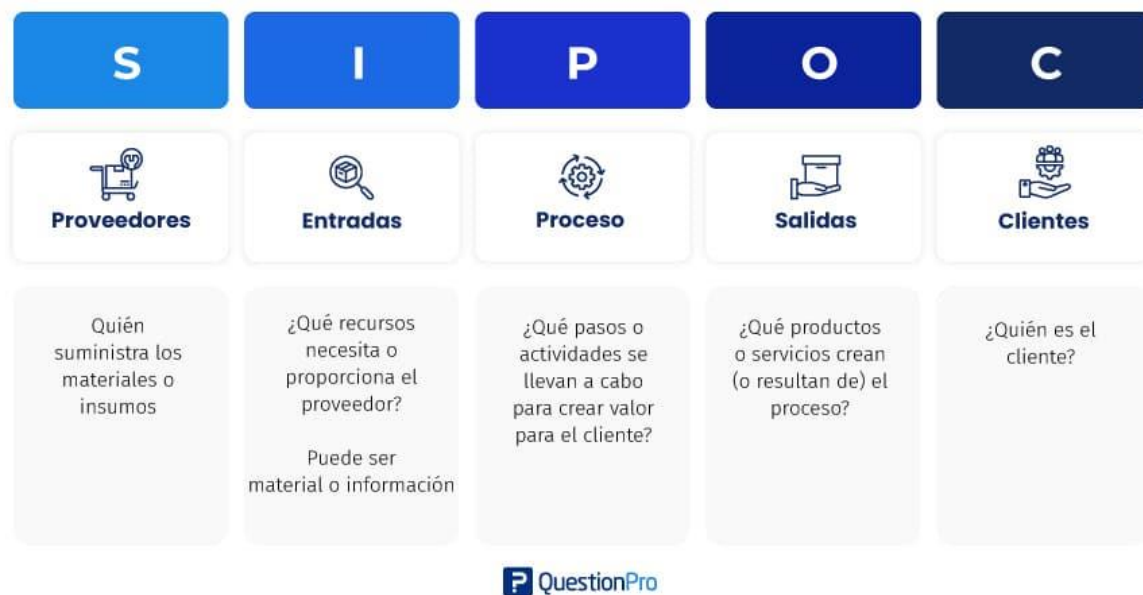 S
I
P
O
C
Proveedores
Entradas
Proceso
Salidas
Clientes
Quién
suministra los
materiales o
insumos
¿Qué recursos
necesita o
proporciona el
proveedor?
Puede ser
material o información
¿Qué pasos o
actividades se
llevan a cabo
para crear valor
para el cliente?
¿Qué productos
o servicios crean
(o resultan de) el
proceso?
¿Quién es el
cliente?
QuestionPro